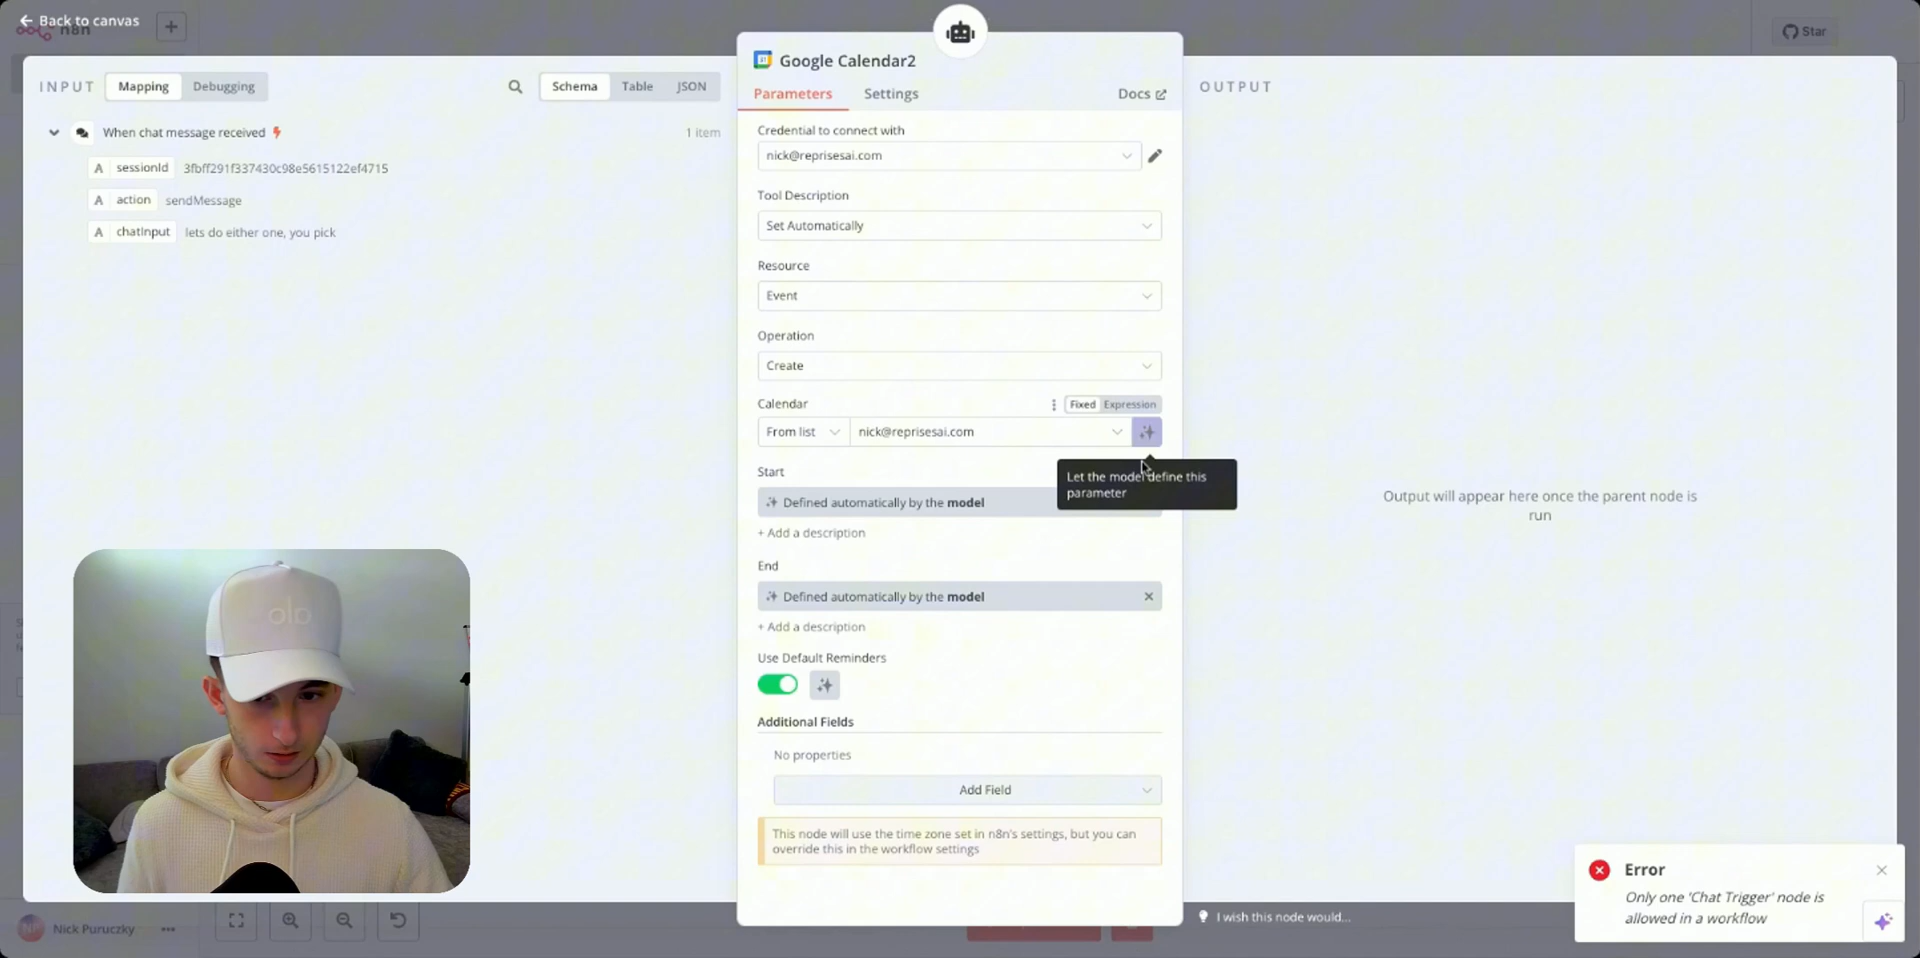 Back to canvas
n8n
Star
INPUT
Mapping
Debugging
Schema
Table
JSON
When chat message received
1 item
A sessionId 3fbff291f337430c98e5615122ef4715
A action sendMessage
A chatInput lets do either one, you pick
Google Calendar2
Parameters
Settings
Docs
Credential to connect with
nick@reprisesai.com
Tool Description
Set Automatically
Resource
Event
Operation
Create
Calendar
Fixed
Expression
From list
nick@reprisesai.com
Start
Let the model define this
parameter
Defined automatically by the model
+ Add a description
End
Defined automatically by the model
+ Add a description
Use Default Reminders
Additional Fields
No properties
Add Field
This node will use the time zone set in n8n's settings, but you can
override this in the workflow settings
OUTPUT
Output will appear here once the parent node is
run
alo
Nick Puruczky
I wish this node would...
Error
Only one 'Chat Trigger' node is
allowed in a workflow